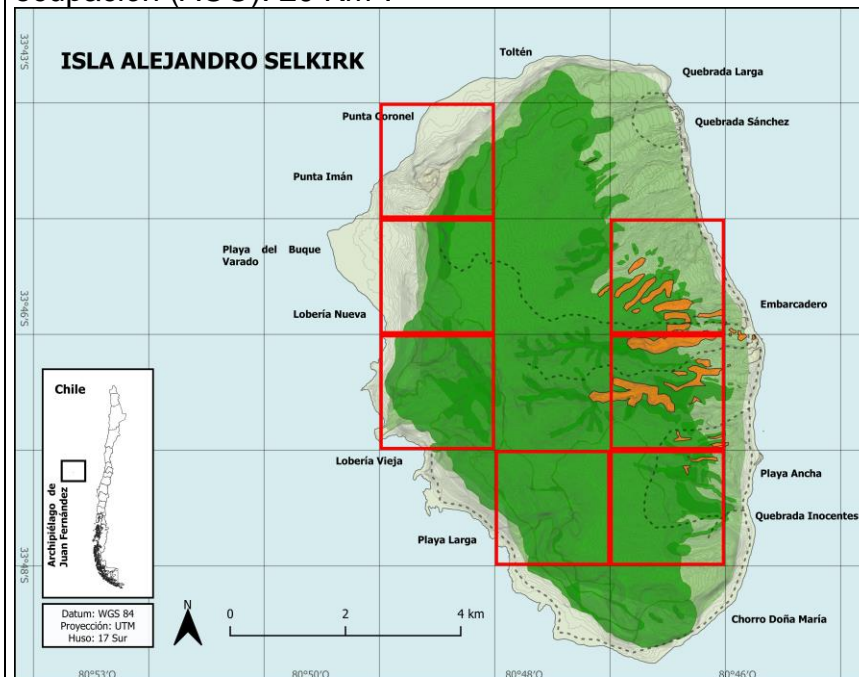 ocupación (AOO): 28 Km².
ISLA ALEJANDRO SELKIRK
33°43'S
Toltén
Quebrada Larga
Punta Coronel
Quebrada Sánchez
Punta Imán
Playa del Buque
Varado
Embarcadero
Lobería Nueva
33°46'S
Chile
Archipiélago de
Juan Fernández
Lobería Vieja
Playa Ancha
Quebrada Inocentes
Playa Larga
33°48'S
Datum: WGS 84
Proyección: UTM
Huso: 17 Sur
N
0 2 4 km
Chorro Doña María
80°53'O 80°50'O 80°48'O 80°46'O